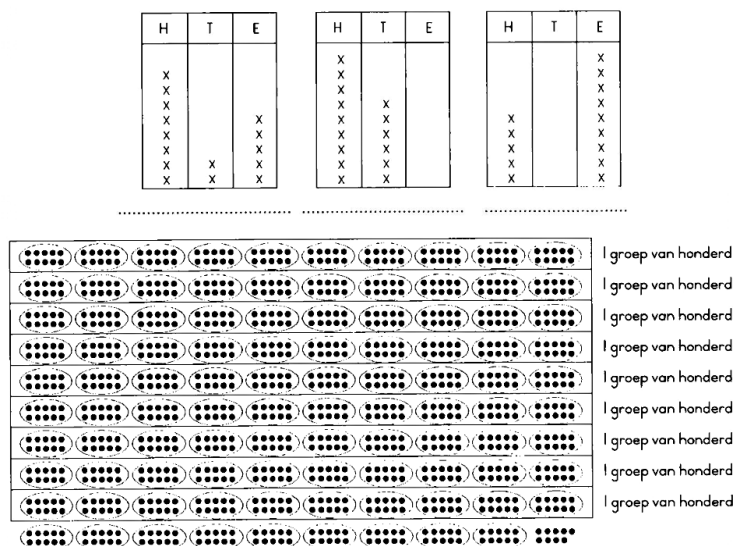 H T E H T E H T E
x x
x x x
x x x
x x x x
x x x x x x
x x x x x x
x x x x x x
x x x x x x x
x x x x x x x
1 groep van honderd
1 groep van honderd
1 groep van honderd
1 groep van honderd
1 groep van honderd
1 groep van honderd
1 groep van honderd
1 groep van honderd
1 groep van honderd